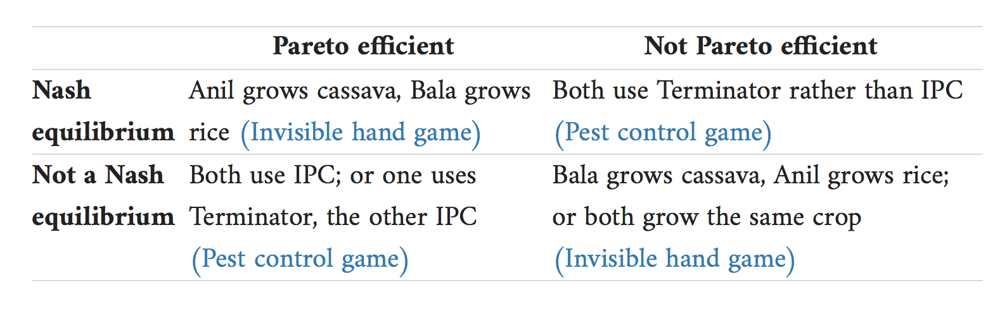 Pareto efficient Not Pareto efficient
Nash Anil grows cassava, Bala grows Both use Terminator rather than IPC
equilibrium rice (Invisible hand game) (Pest control game)
Not a Nash Both use IPC; or one uses Bala grows cassava, Anil grows rice;
equilibrium Terminator, the other IPC or both grow the same crop
(Pest control game) (Invisible hand game)